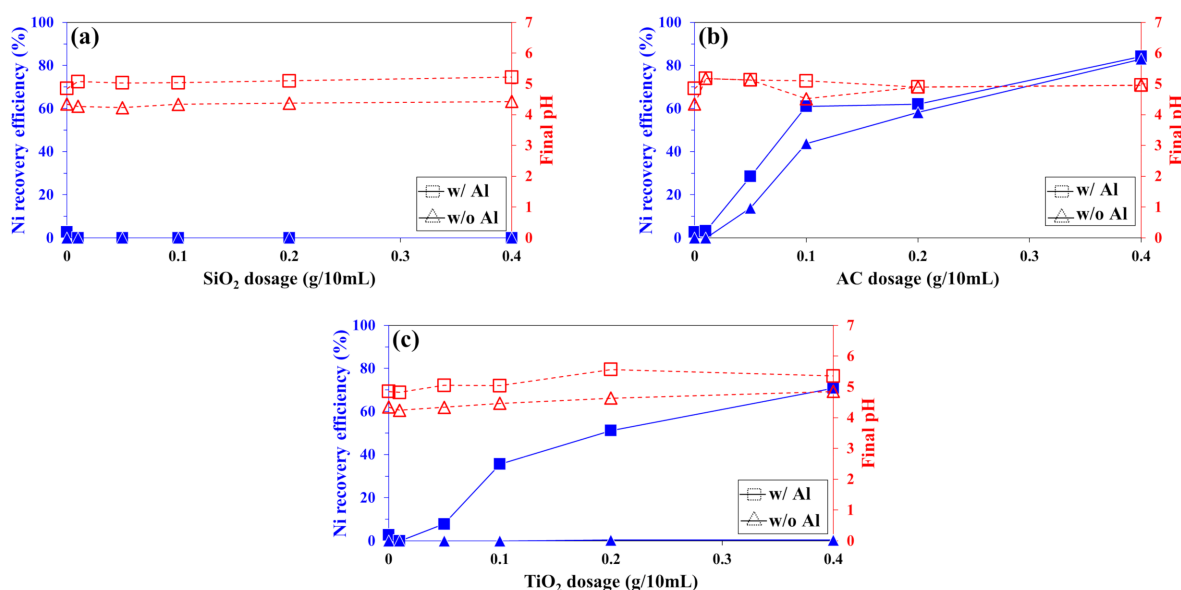 (a)
Ni recovery efficiency (%)
100
80
60
40
20
0
7
6
5
4
3
2
1
0
Final pH
w/ Al
w/o Al
0 0.1 0.2 0.3 0.4
SiO₂ dosage (g/10mL)
(b)
Ni recovery efficiency (%)
100
80
60
40
20
0
7
6
5
4
3
2
1
0
Final pH
w/ Al
w/o Al
0 0.1 0.2 0.3 0.4
AC dosage (g/10mL)
(c)
Ni recovery efficiency (%)
100
80
60
40
20
0
7
6
5
4
3
2
1
0
Final pH
w/ Al
w/o Al
0 0.1 0.2 0.3 0.4
TiO₂ dosage (g/10mL)